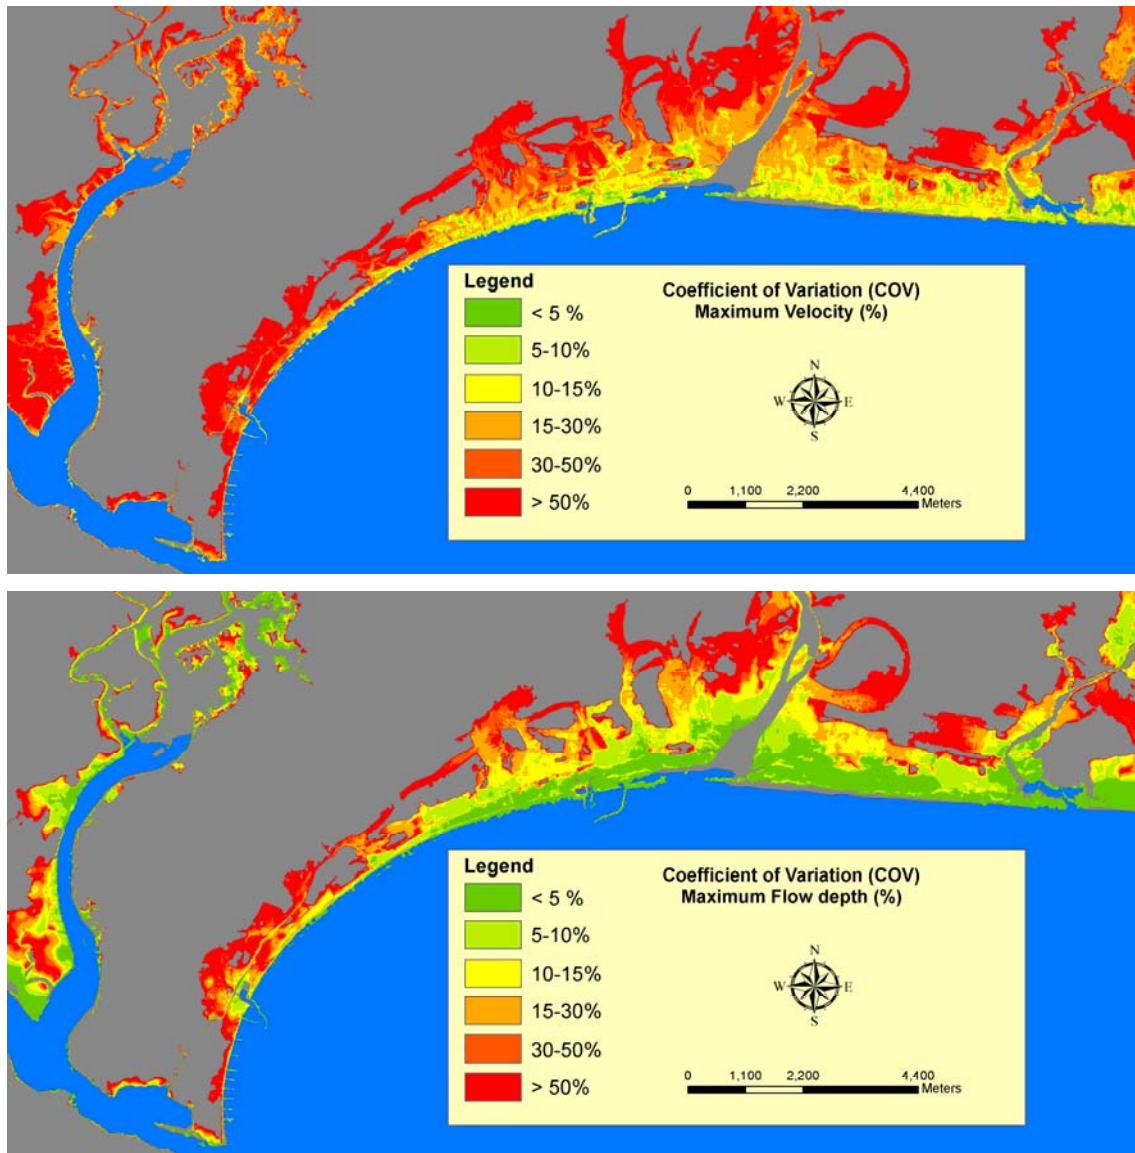 Legend
< 5 %
5-10%
10-15%
15-30%
30-50%
> 50%
Coefficient of Variation (COV)
Maximum Velocity (%)
N
W E
S
0 1,100 2,200 4,400
Meters
Legend
< 5 %
5-10%
10-15%
15-30%
30-50%
> 50%
Coefficient of Variation (COV)
Maximum Flow depth (%)
N
W E
S
0 1,100 2,200 4,400
Meters